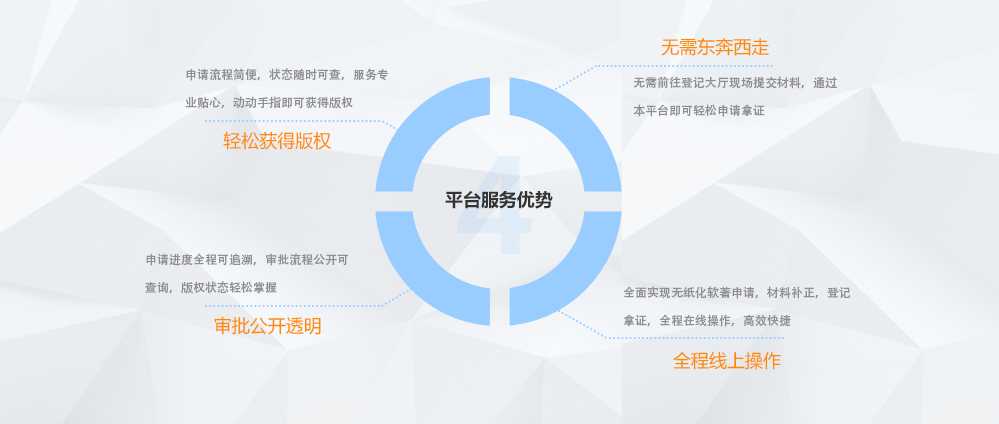 申请流程简便，状态随时可查，服务专
业贴心，动动手指即可获得版权
轻松获得版权
无需东奔西走
无需前往登记大厅现场提交材料，通过
本平台即可轻松申请拿证
4
平台服务优势
申请进度全程可追溯，审批流程公开可
查询，版权状态轻松掌握
审批公开透明
全面实现无纸化软著申请，材料补正，登记
拿证，全程在线操作，高效快捷
全程线上操作